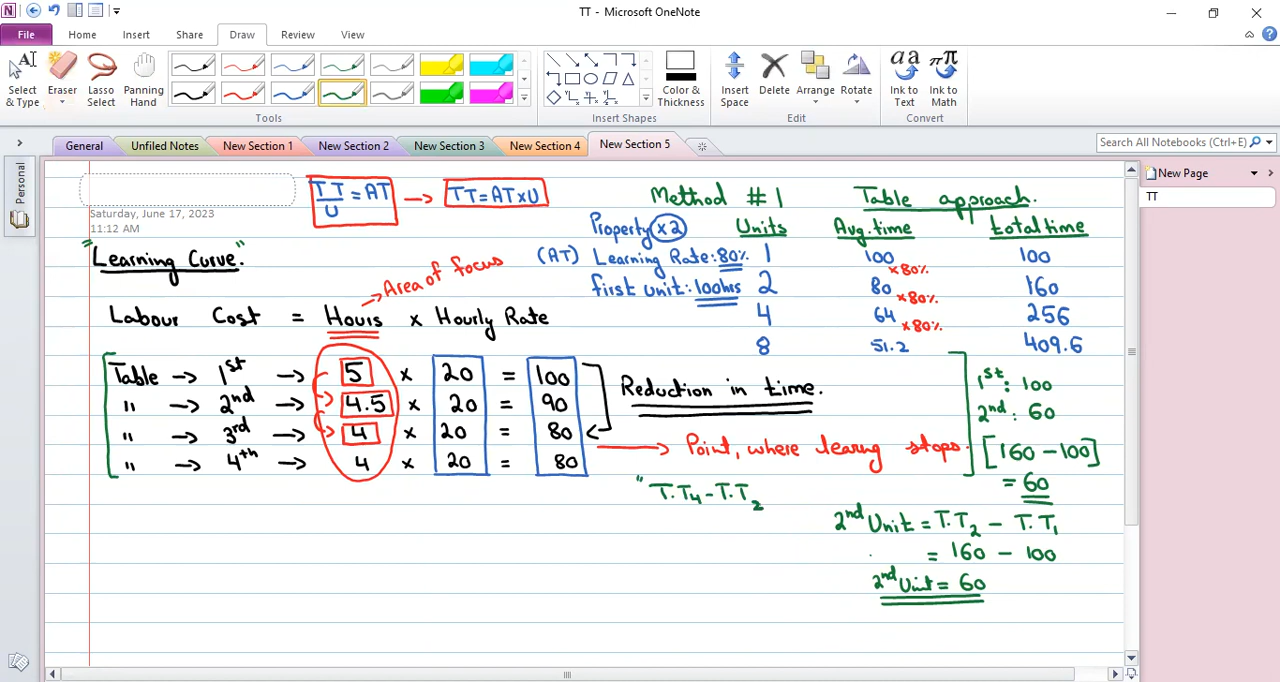 TT - Microsoft OneNote
File Home Insert Share Draw Review View
Select & Type
Eraser
Lasso Select
Panning Hand
Color & Thickness
Insert Space
Delete
Arrange
Rotate
Ink to Text
Ink to Math
Tools
Insert Shapes
Edit
Convert
General Unfiled Notes New Section 1 New Section 2 New Section 3 New Section 4 New Section 5
Search All Notebooks (Ctrl+E)
Personal
New Page
TT
Saturday, June 17, 2023
11:12 AM
TT/U = AT → TT = AT x U
"Learning Curve"
→ Area of focus
Labour Cost = Hours x Hourly Rate
Table → 1st → 5 x 20 = 100
" → 2nd → 4.5 x 20 = 90
" → 3rd → 4 x 20 = 80
" → 4th → 4 x 20 = 80
Reduction in time.
→ Point, where learing stops.
Method #1 Table approach.
Property x2 Units Avg.time total time
(AT) Learning Rate: 80% 1 100 100
x80%
first unit: 100hrs 2 80 160
x80%
4 64 256
x80%
8 51.2 409.6
1st: 100
2nd: 60
[160 - 100]
= 60
"T.T4 - T.T2
2nd Unit = T.T2 - T.T1
= 160 - 100
2nd Unit = 60